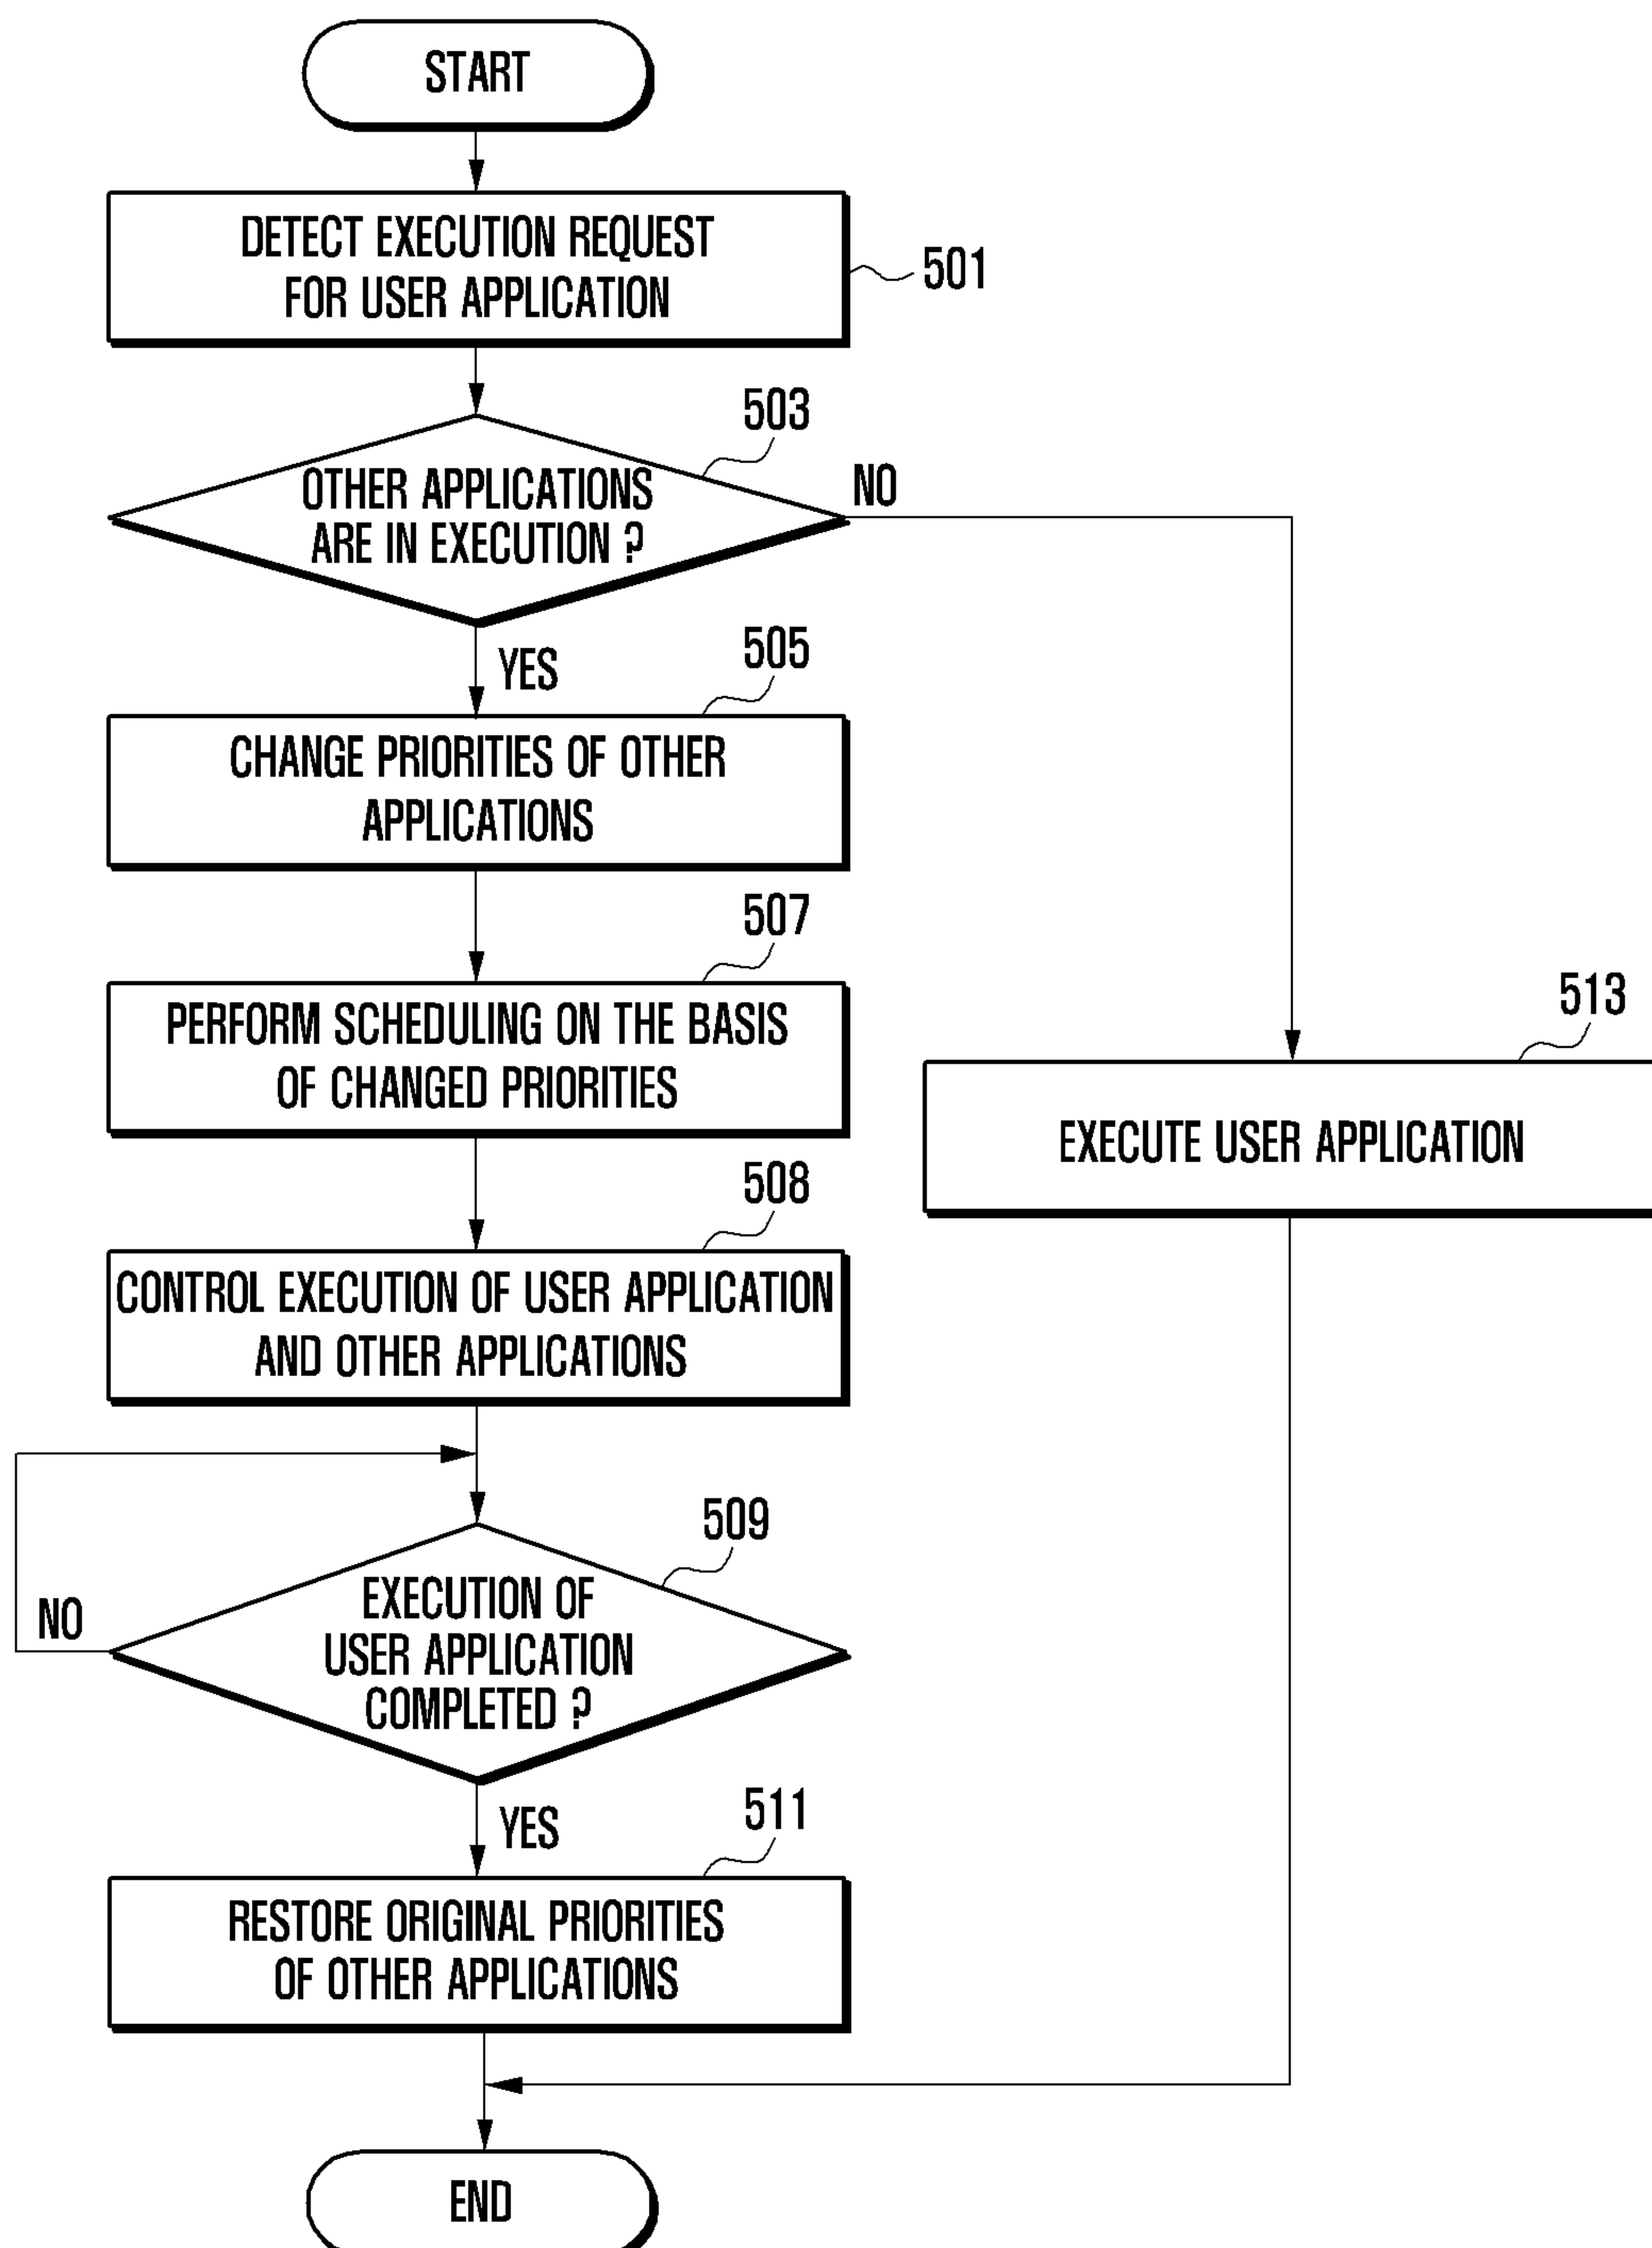 START
DETECT EXECUTION REQUEST
FOR USER APPLICATION
501
503
OTHER APPLICATIONS
ARE IN EXECUTION ?
NO
YES
505
CHANGE PRIORITIES OF OTHER
APPLICATIONS
507
PERFORM SCHEDULING ON THE BASIS
OF CHANGED PRIORITIES
513
EXECUTE USER APPLICATION
508
CONTROL EXECUTION OF USER APPLICATION
AND OTHER APPLICATIONS
509
EXECUTION OF
USER APPLICATION
COMPLETED ?
NO
YES
511
RESTORE ORIGINAL PRIORITIES
OF OTHER APPLICATIONS
END